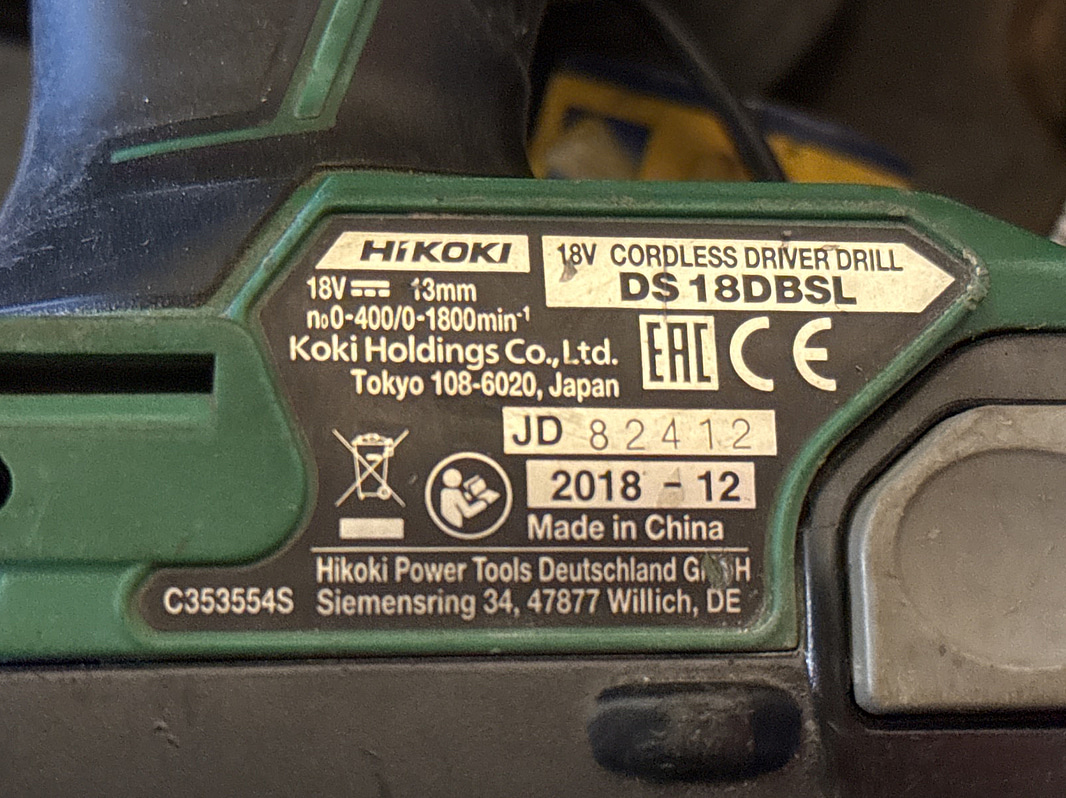 HiKOKI
18V CORDLESS DRIVER DRILL
DS 18DBSL
18V 13mm
n₀0-400/0-1800min⁻¹
Koki Holdings Co.,Ltd.
Tokyo 108-6020, Japan
EAC CE
JD 82412
2018 - 12
Made in China
Hikoki Power Tools Deutschland
Siemensring 34, 47877 Willich, DE
C353554S